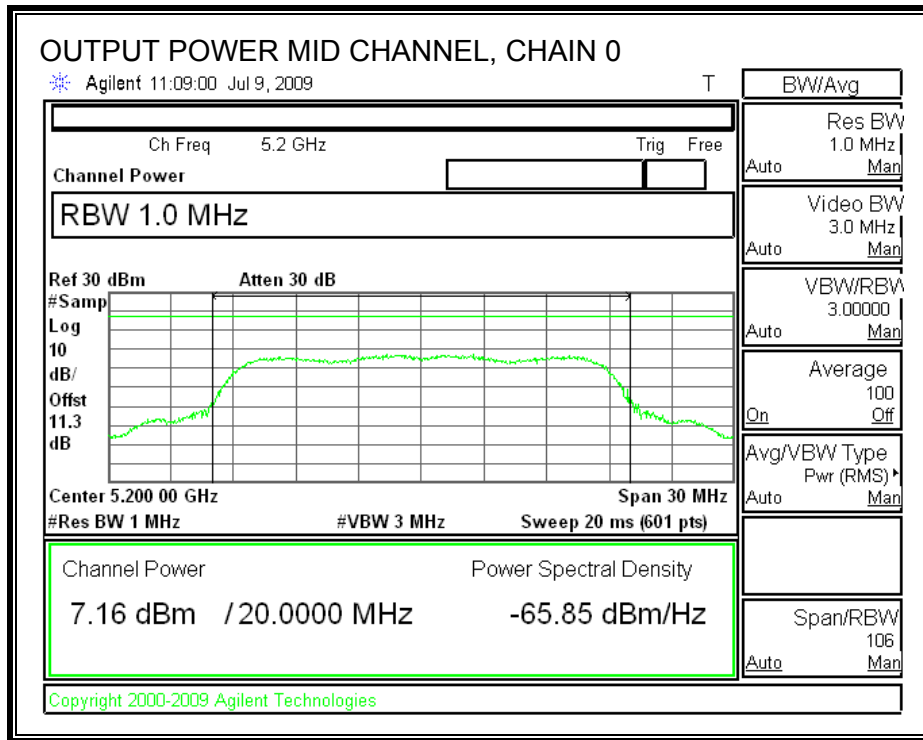 OUTPUT POWER MID CHANNEL, CHAIN 0
Agilent 11:09:00 Jul 9, 2009 T
Ch Freq 5.2 GHz Trig Free
Channel Power
RBW 1.0 MHz
Ref 30 dBm Atten 30 dB
#Samp
Log
10
dB/
Offst
11.3
dB
Center 5.200 00 GHz Span 30 MHz
#Res BW 1 MHz #VBW 3 MHz Sweep 20 ms (601 pts)
Channel Power Power Spectral Density
7.16 dBm /20.0000 MHz -65.85 dBm/Hz
Copyright 2000-2009 Agilent Technologies
BW/Avg
Res BW
1.0 MHz
Auto Man
Video BW
3.0 MHz
Auto Man
VBW/RBW
3.00000
Auto Man
Average
100
On Off
Avg/VBW Type
Pwr (RMS)
Auto Man
Span/RBW
106
Auto Man